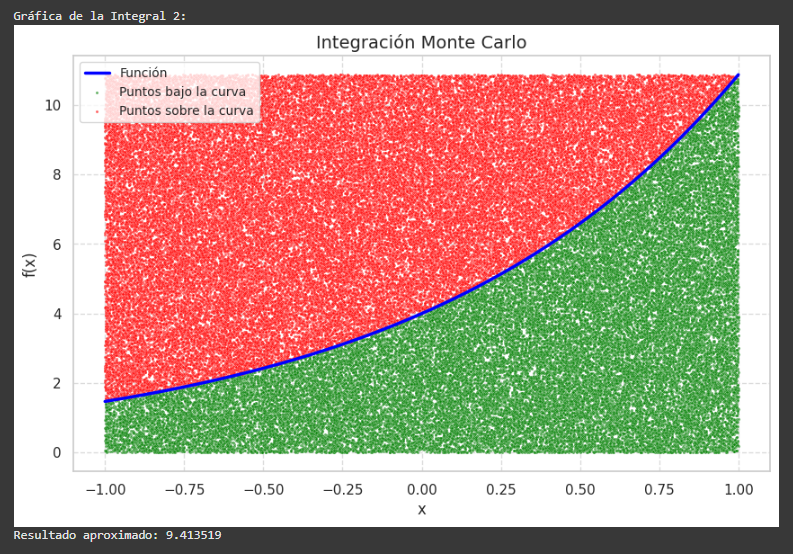 Gráfica de la Integral 2:
Integración Monte Carlo
Función
Puntos bajo la curva
Puntos sobre la curva
10
8
6
4
2
0
f(x)
−1.00 −0.75 −0.50 −0.25 0.00 0.25 0.50 0.75 1.00
x
Resultado aproximado: 9.413519